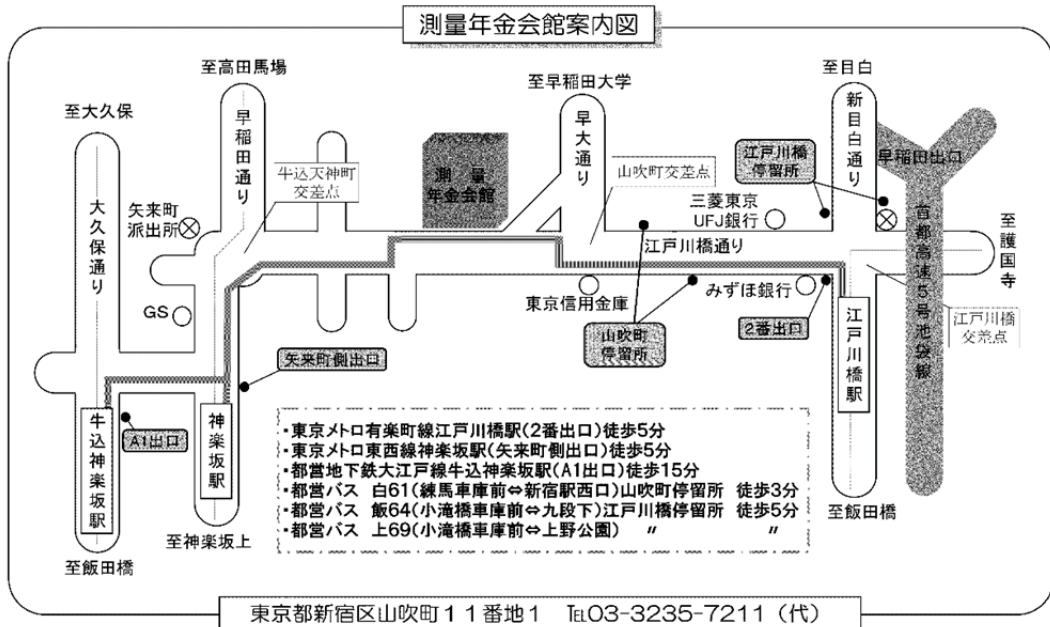 測量年金会館案内図
至大久保
至高田馬場
至早稲田大学
至目白
大久保通り
早稲田通り
早大通り
新目白通り
早稲田出口
首都高速5号池袋線
至護国寺
牛込天神町
交差点
測量
年金会館
山吹町交差点
江戸川橋
停留所
矢来町
派出所
三菱東京
UFJ銀行
江戸川橋通り
GS
東京信用金庫
みずほ銀行
山吹町
停留所
2番出口
江戸川橋駅
江戸川橋
交差点
矢来町側出口
A1出口
牛込神楽坂駅
神楽坂駅
至飯田橋
至神楽坂上
至飯田橋
・東京メトロ有楽町線江戸川橋駅(2番出口)徒歩5分
・東京メトロ東西線神楽坂駅(矢来町側出口)徒歩5分
・都営地下鉄大江戸線牛込神楽坂駅(A1出口)徒歩15分
・都営バス 白61(練馬車庫前⇔新宿駅西口)山吹町停留所 徒歩3分
・都営バス 飯64(小滝橋車庫前⇔九段下)江戸川橋停留所 徒歩5分
・都営バス 上69(小滝橋車庫前⇔上野公園) 〃 〃
東京都新宿区山吹町11番地1 TEL03-3235-7211(代)